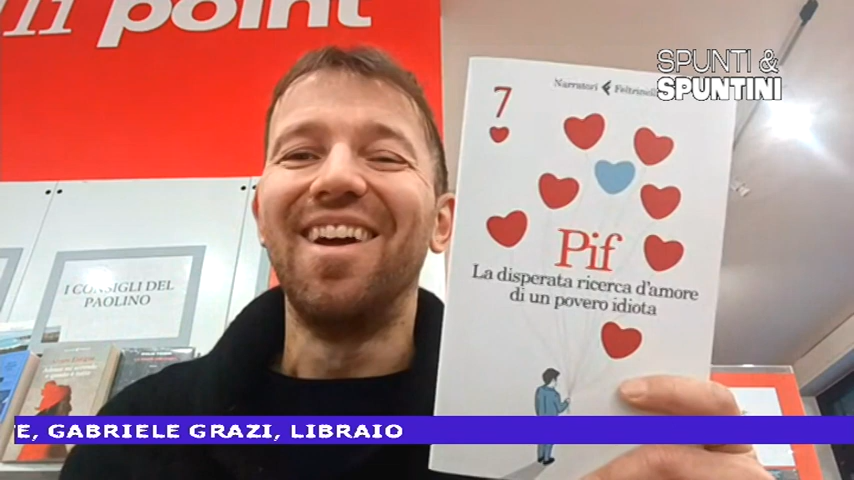 point
SPUNTI &
SPUNTINI
Narratori Feltrinelli
7
Pif
La disperata ricerca d'amore
di un povero idiota
I CONSIGLI DEL
PAOLINO
E, GABRIELE GRAZI, LIBRAIO